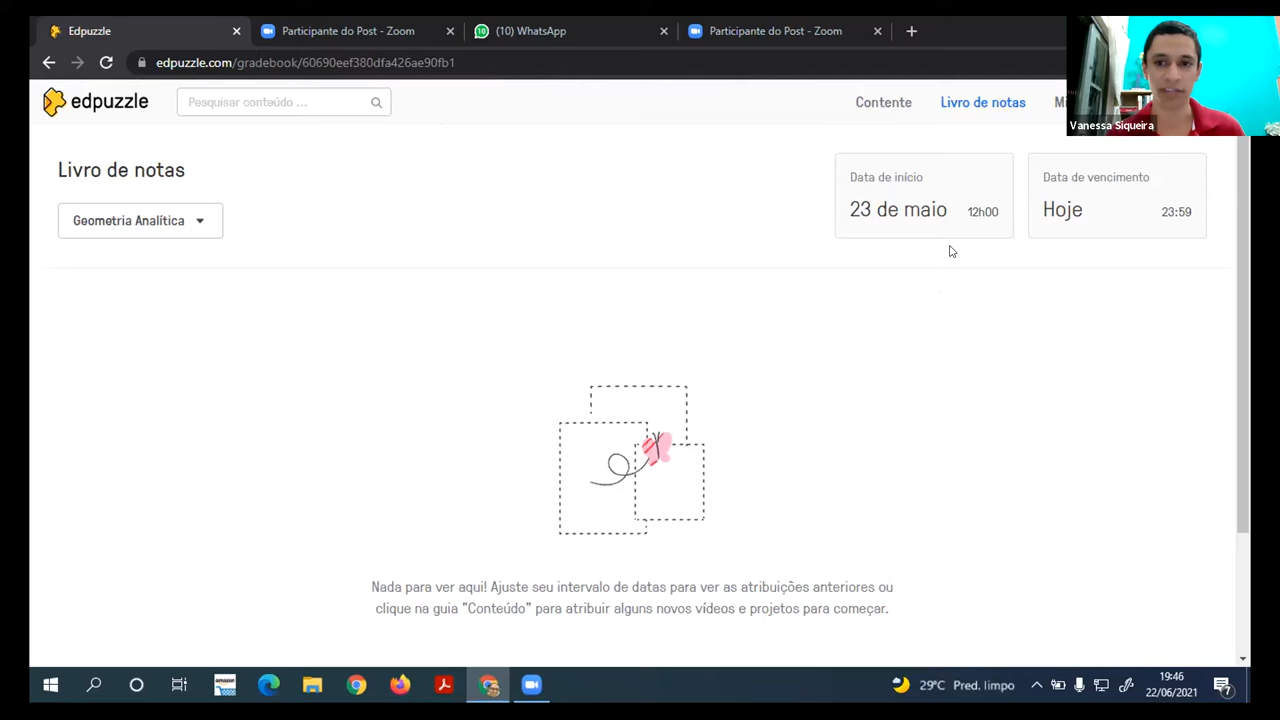 Edpuzzle
Participante do Post - Zoom
(10) WhatsApp
Participante do Post - Zoom
edpuzzle.com/gradebook/60690eef380dfa426ae90fb1
edpuzzle
Pesquisar conteúdo ...
Contente
Livro de notas
Vanessa Siqueira
Livro de notas
Geometria Analítica
Data de início
23 de maio 12h00
Data de vencimento
Hoje 23:59
Nada para ver aqui! Ajuste seu intervalo de datas para ver as atribuições anteriores ou
clique na guia "Conteúdo" para atribuir alguns novos vídeos e projetos para começar.
amazon
29°C Pred. limpo
19:46
22/06/2021
7